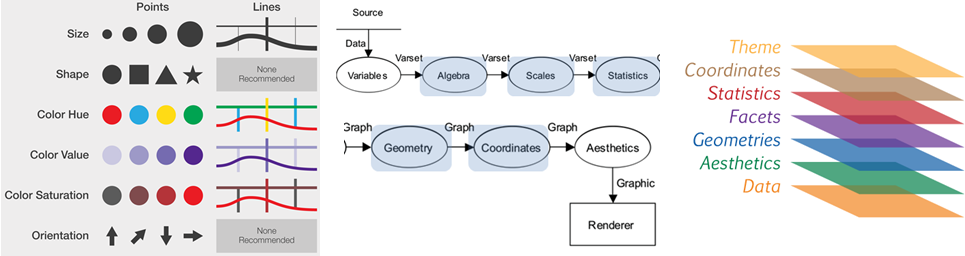 Points Lines
Size
Shape
None
Recommended
Color Hue
Color Value
Color Saturation
Orientation
None
Recommended
Source
Data
Varset Varset Varset
Variables Algebra Scales Statistics
Graph Graph Graph
Geometry Coordinates Aesthetics
Graphic
Renderer
Theme
Coordinates
Statistics
Facets
Geometries
Aesthetics
Data